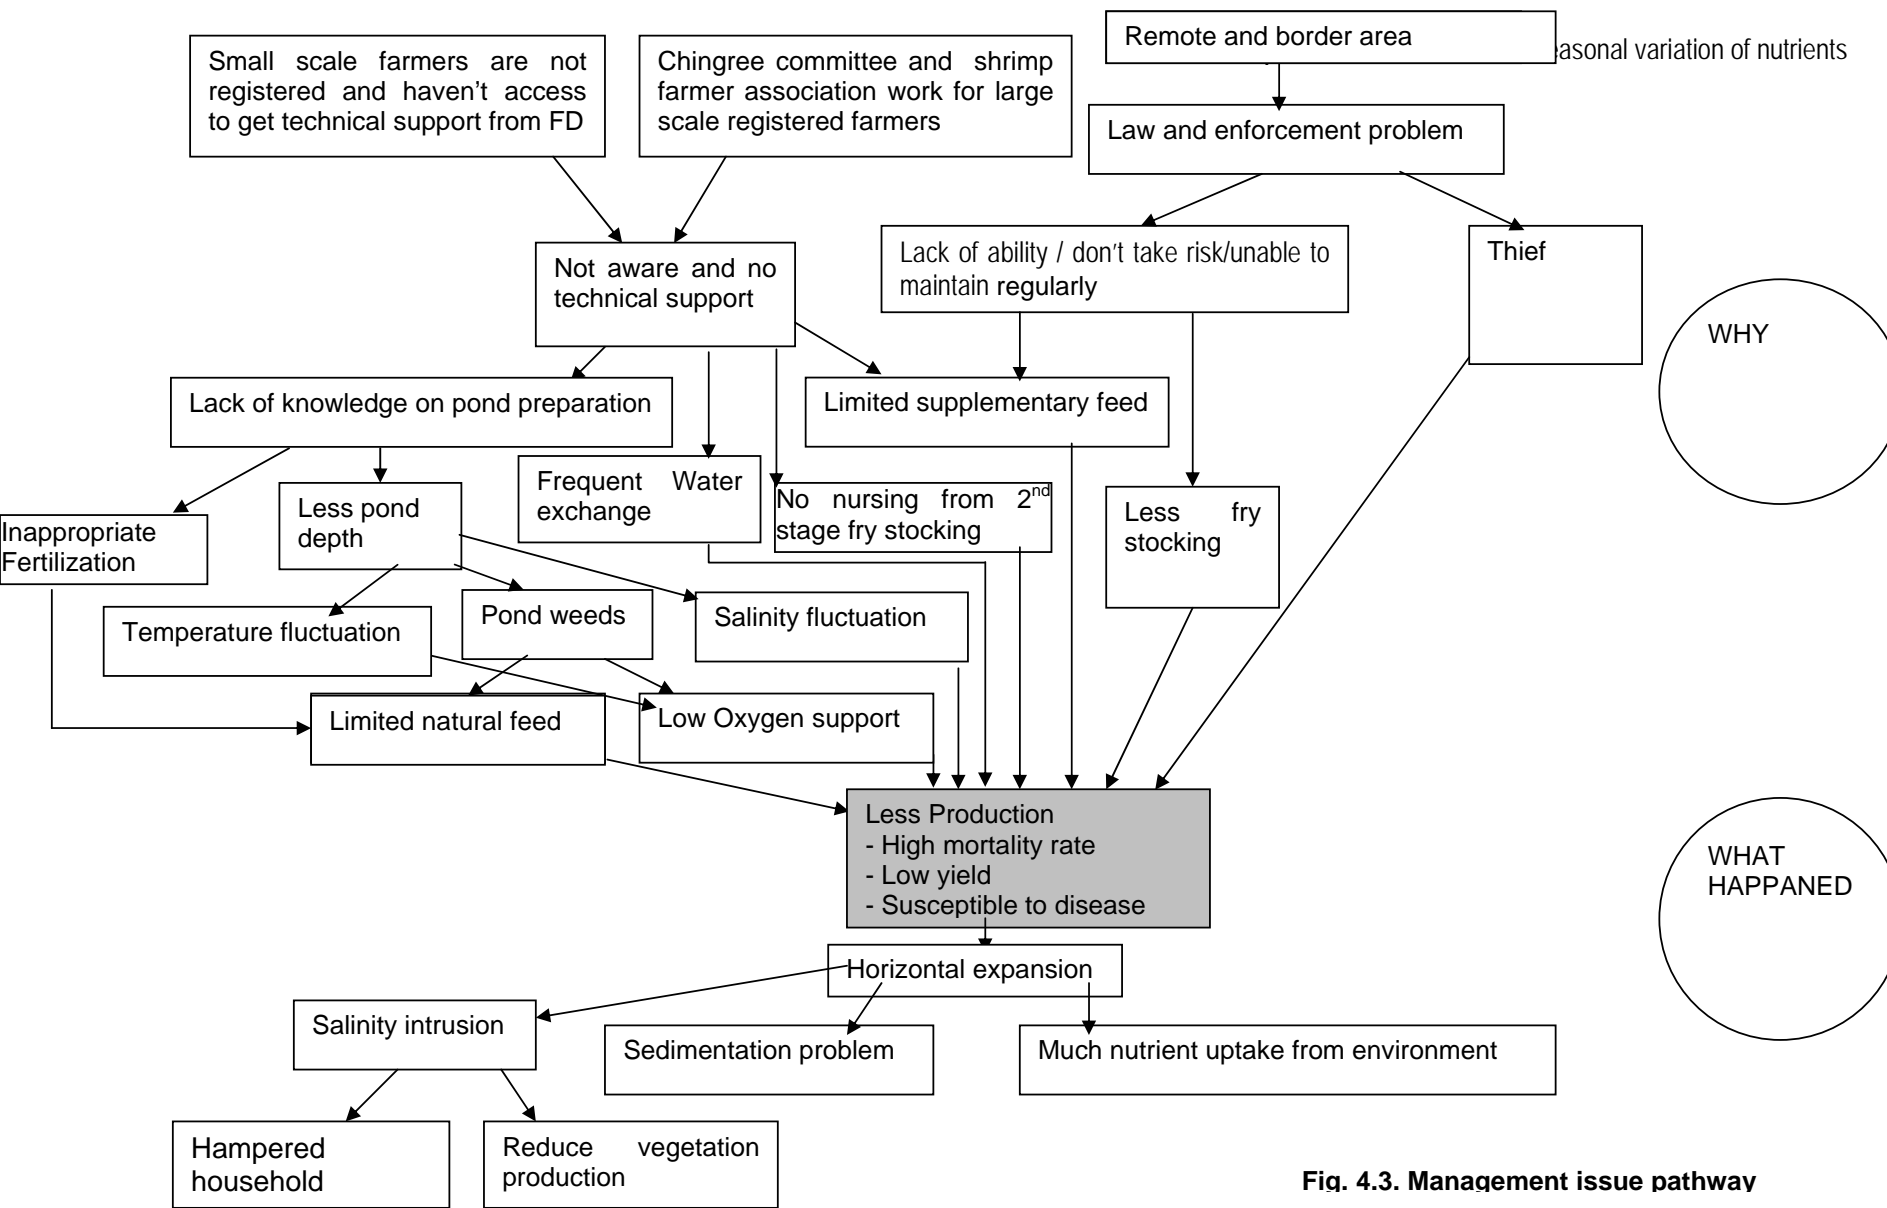 Small scale farmers are not
registered and haven't access
to get technical support from FD
Chingree committee and shrimp
farmer association work for large
scale registered farmers
Remote and border area
variation of nutrients
Law and enforcement problem
Not aware and no
technical support
Lack of ability / don't take risk/unable to
maintain regularly
Thief
WHY
Lack of knowledge on pond preparation
Limited supplementary feed
Frequent Water
exchange
No nursing from 2nd
stage fry stocking
Less fry
stocking
Less pond
depth
Inappropriate
Fertilization
Temperature fluctuation
Pond weeds
Salinity fluctuation
Limited natural feed
Low Oxygen support
Less Production
- High mortality rate
- Low yield
- Susceptible to disease
WHAT
HAPPANED
Horizontal expansion
Salinity intrusion
Sedimentation problem
Much nutrient uptake from environment
Hampered
household
Reduce vegetation
production
Fig. 4.3. Management issue pathway